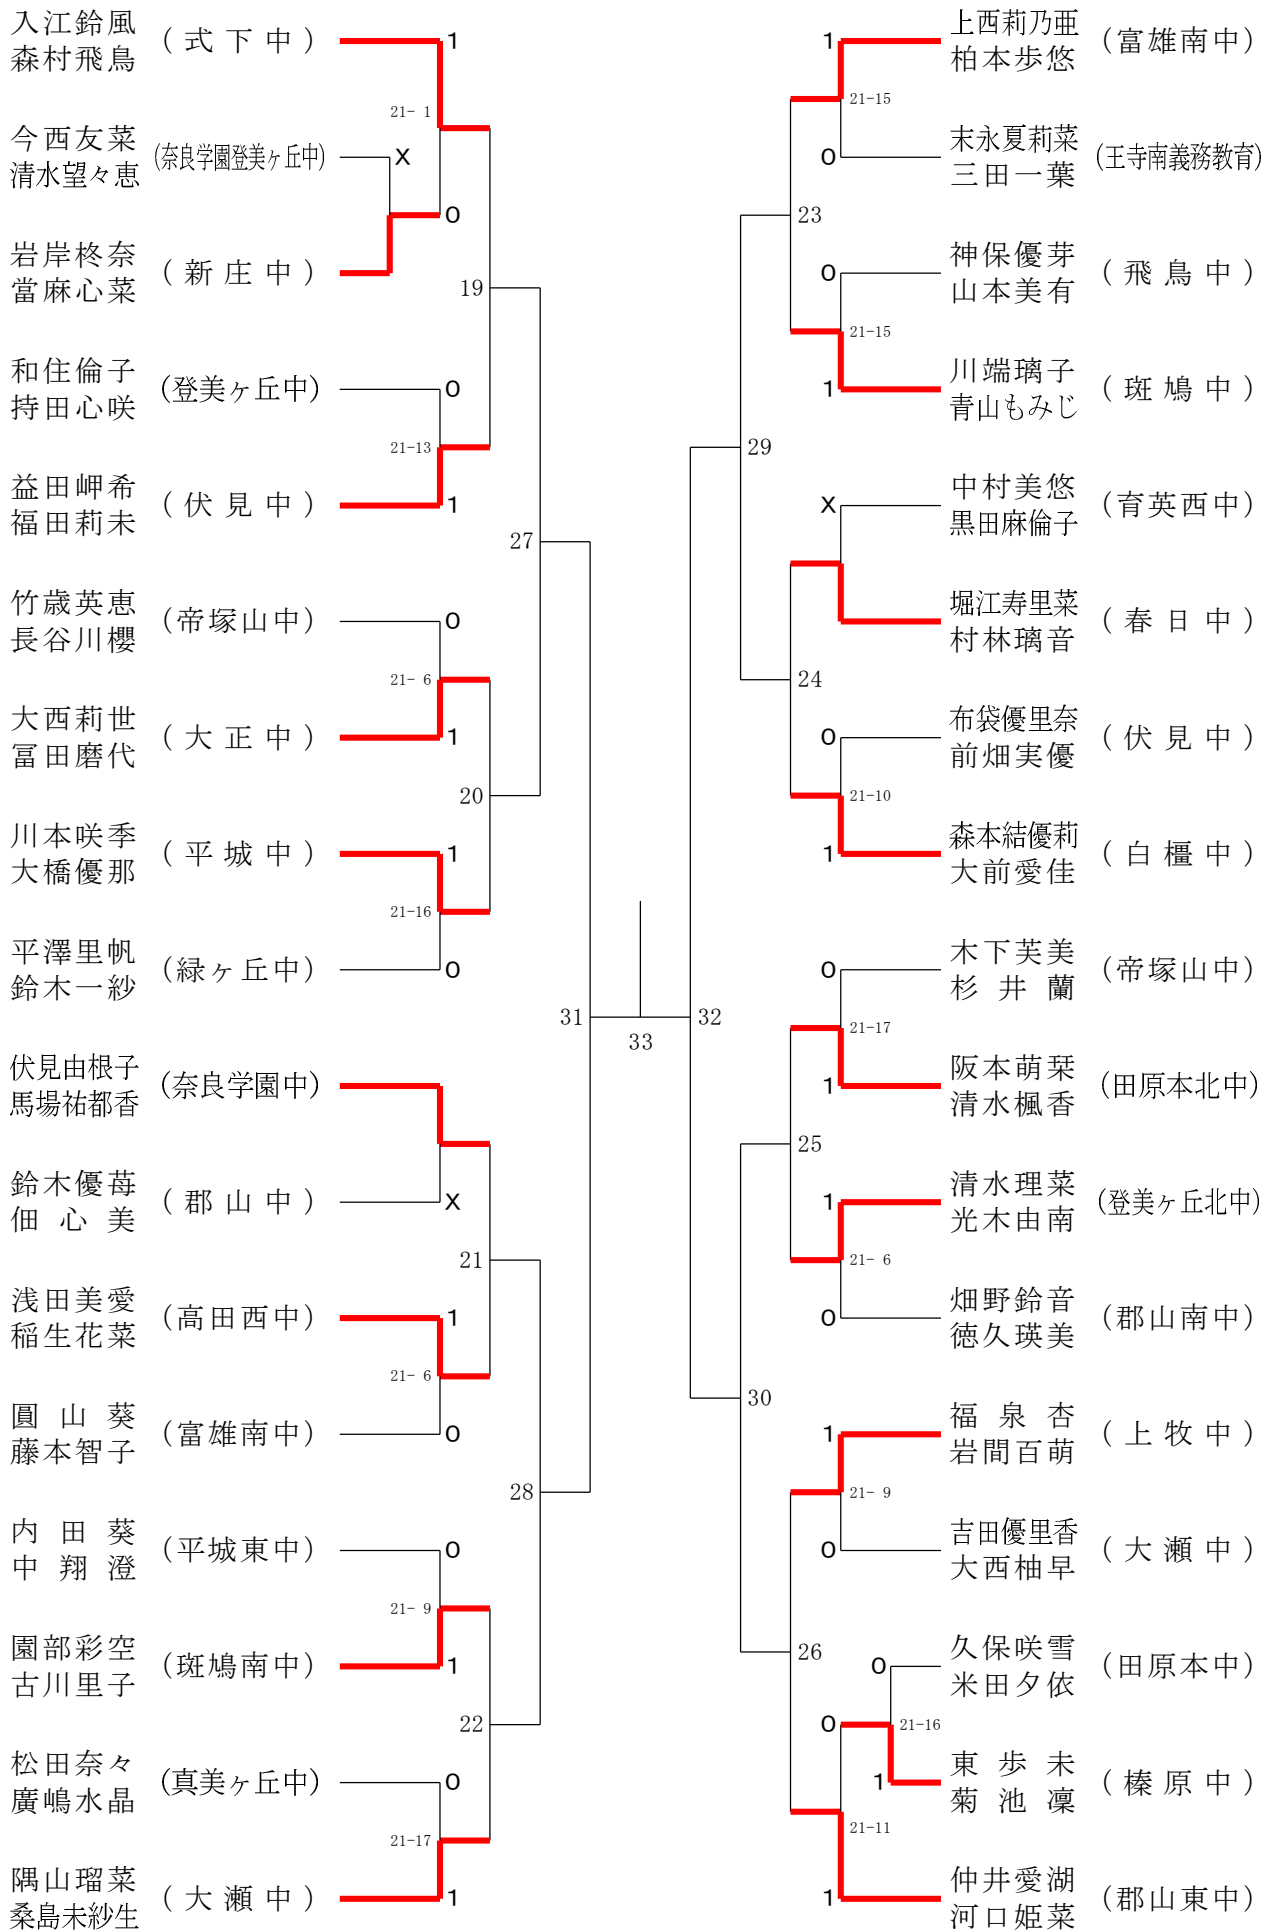 入江鈴風
森村飛鳥
(式下中)
1
21- 1
今西友菜
清水望々恵
(奈良学園登美ヶ丘中)
X
0
岩岸柊奈
當麻心菜
(新庄中)
19
和住倫子
持田心咲
(登美ヶ丘中)
0
21-13
益田岬希
福田莉未
(伏見中)
1
27
竹歳英恵
長谷川櫻
(帝塚山中)
0
21- 6
大西莉世
冨田磨代
(大正中)
1
20
川本咲季
大橋優那
(平城中)
1
21-16
平澤里帆
鈴木一紗
(緑ヶ丘中)
0
31
33
伏見由根子
馬場祐都香
(奈良学園中)
鈴木優苺
佃心美
(郡山中)
X
21
浅田美愛
稲生花菜
(高田西中)
1
21- 6
圓山葵
藤本智子
(富雄南中)
0
28
内田葵
中翔澄
(平城東中)
0
21- 9
園部彩空
古川里子
(斑鳩南中)
1
22
松田奈々
廣嶋水晶
(真美ヶ丘中)
0
21-17
隅山瑠菜
桑島未紗生
(大瀬中)
1
1
上西莉乃亜
柏本歩悠
(富雄南中)
21-15
0
末永夏莉菜
三田一葉
(王寺南義務教育)
23
0
神保優芽
山本美有
(飛鳥中)
21-15
1
川端璃子
青山もみじ
(斑鳩中)
29
X
中村美悠
黒田麻倫子
(育英西中)
堀江寿里菜
村林璃音
(春日中)
24
0
布袋優里奈
前畑実優
(伏見中)
21-10
1
森本結優莉
大前愛佳
(白橿中)
32
0
木下芙美
杉井蘭
(帝塚山中)
21-17
1
阪本萌栞
清水楓香
(田原本北中)
25
1
清水理菜
光木由南
(登美ヶ丘北中)
21- 6
0
畑野鈴音
徳久瑛美
(郡山南中)
30
1
福泉杏
岩間百萌
(上牧中)
21- 9
0
吉田優里香
大西柚早
(大瀬中)
26
0
久保咲雪
米田夕依
(田原本中)
0
21-16
1
東歩未
菊池凜
(榛原中)
21-11
1
仲井愛湖
河口姫菜
(郡山東中)